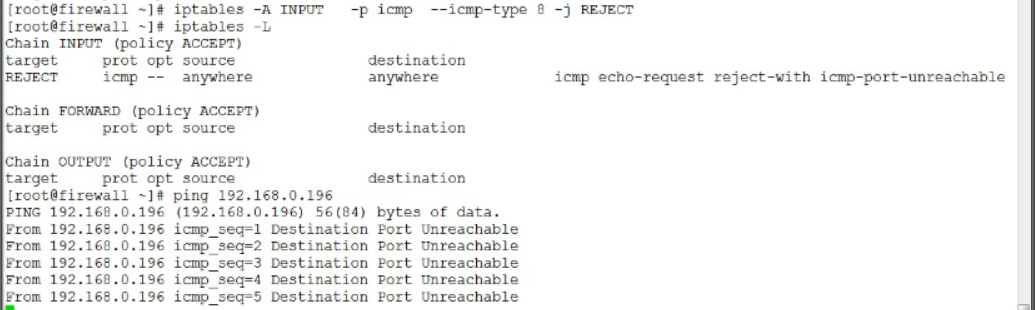 [root@firewall ~]# iptables -A INPUT   -p icmp  --icmp-type 8 -j REJECT
[root@firewall ~]# iptables -L
Chain INPUT (policy ACCEPT)
target     prot opt source               destination
REJECT     icmp --  anywhere             anywhere             icmp echo-request reject-with icmp-port-unreachable

Chain FORWARD (policy ACCEPT)
target     prot opt source               destination

Chain OUTPUT (policy ACCEPT)
target     prot opt source               destination
[root@firewall ~]# ping 192.168.0.196
PING 192.168.0.196 (192.168.0.196) 56(84) bytes of data.
From 192.168.0.196 icmp_seq=1 Destination Port Unreachable
From 192.168.0.196 icmp_seq=2 Destination Port Unreachable
From 192.168.0.196 icmp_seq=3 Destination Port Unreachable
From 192.168.0.196 icmp_seq=4 Destination Port Unreachable
From 192.168.0.196 icmp_seq=5 Destination Port Unreachable